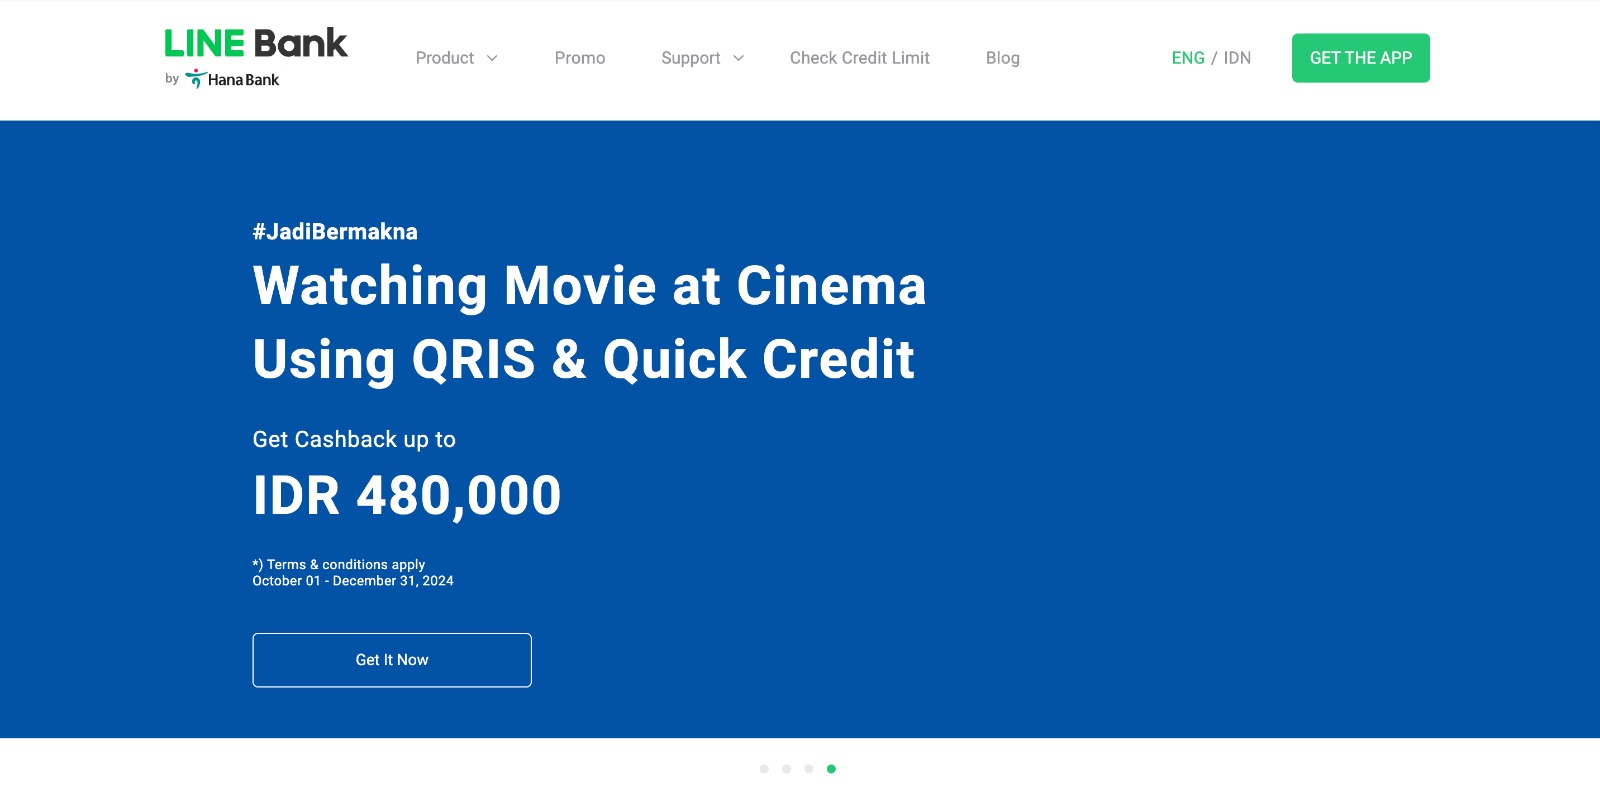 LINE Bank
by Hana Bank
Product
Promo
Support
Check Credit Limit
Blog
ENG / IDN
GET THE APP
#JadiBermakna
Watching Movie at Cinema
Using QRIS & Quick Credit
Get Cashback up to
IDR 480,000
*) Terms & conditions apply
October 01 - December 31, 2024
Get It Now